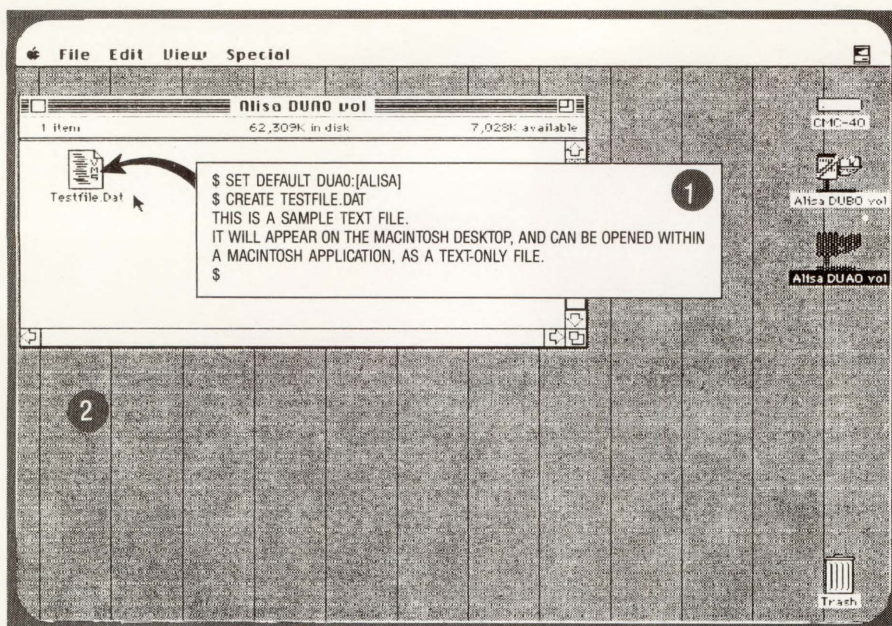 File Edit View Special
Alisa DUA0 vol
1 item 62,309K in disk 7,028K available
CMC-40
Testfile.Dat
$ SET DEFAULT DUA0:[ALISA]
$ CREATE TESTFILE.DAT
THIS IS A SAMPLE TEXT FILE.
IT WILL APPEAR ON THE MACINTOSH DESKTOP, AND CAN BE OPENED WITHIN
A MACINTOSH APPLICATION, AS A TEXT-ONLY FILE.
$
1
Alisa DUB0 vol
Alisa DUA0 vol
2
Trash